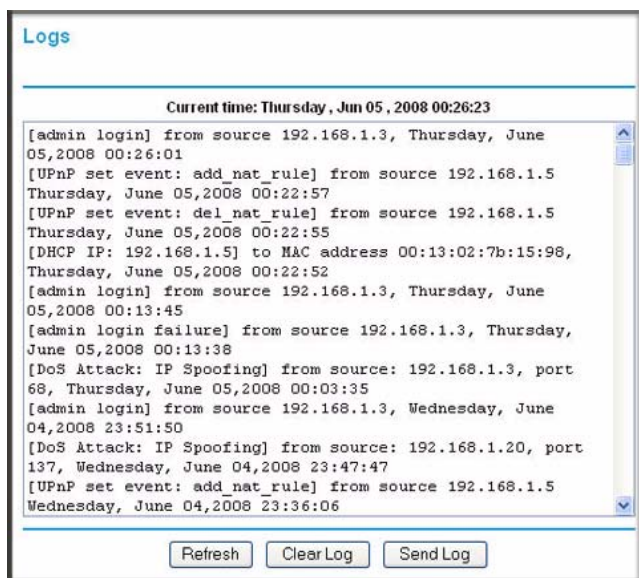 Logs
Current time: Thursday , Jun 05 , 2008 00:26:23
[admin login] from source 192.168.1.3, Thursday, June
05,2008 00:26:01
[UPnP set event: add_nat_rule] from source 192.168.1.5
Thursday, June 05,2008 00:22:57
[UPnP set event: del_nat_rule] from source 192.168.1.5
Thursday, June 05,2008 00:22:55
[DHCP IP: 192.168.1.5] to MAC address 00:13:02:7b:15:98,
Thursday, June 05,2008 00:22:52
[admin login] from source 192.168.1.3, Thursday, June
05,2008 00:13:45
[admin login failure] from source 192.168.1.3, Thursday,
June 05,2008 00:13:38
[DoS Attack: IP Spoofing] from source: 192.168.1.3, port
68, Thursday, June 05,2008 00:03:35
[admin login] from source 192.168.1.3, Wednesday, June
04,2008 23:51:50
[DoS Attack: IP Spoofing] from source: 192.168.1.20, port
137, Wednesday, June 04,2008 23:47:47
[UPnP set event: add_nat_rule] from source 192.168.1.5
Wednesday, June 04,2008 23:36:06
Refresh Clear Log Send Log